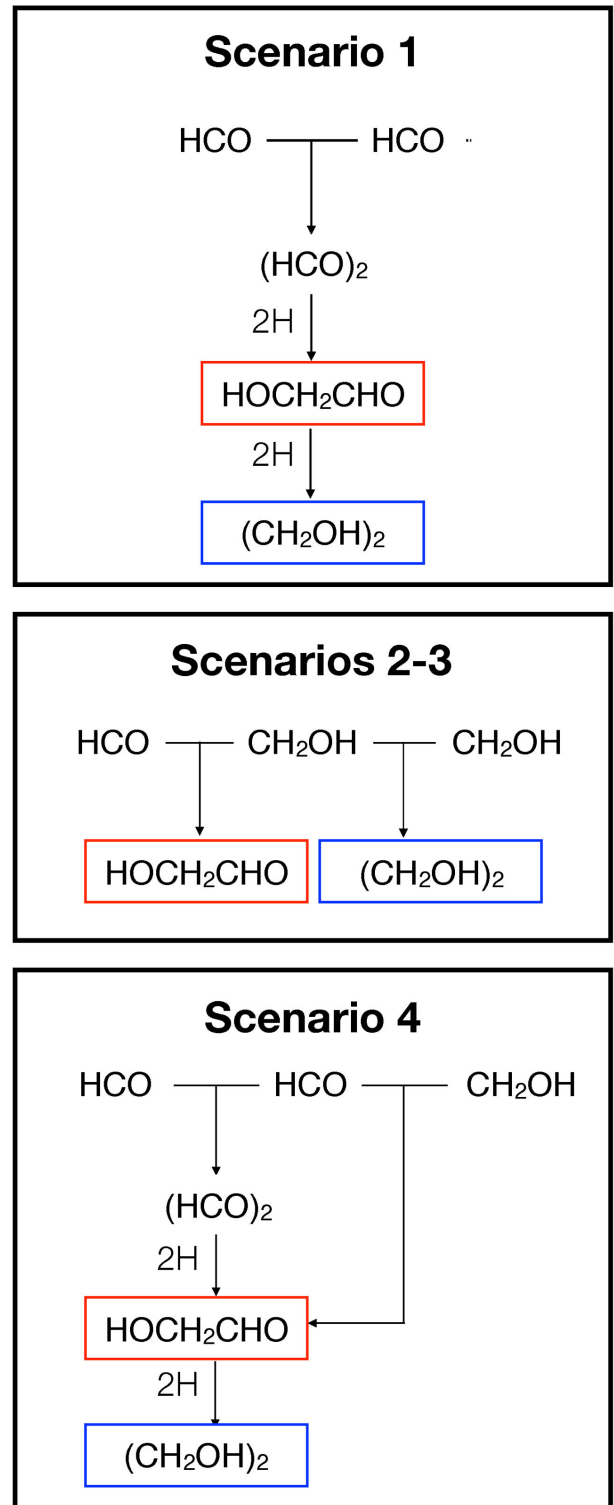 Scenario 1
HCO HCO ..
(HCO)₂
2H
HOCH₂CHO
2H
(CH₂OH)₂
Scenarios 2-3
HCO CH₂OH CH₂OH
HOCH₂CHO (CH₂OH)₂
Scenario 4
HCO HCO CH₂OH
(HCO)₂
2H
HOCH₂CHO
2H
(CH₂OH)₂